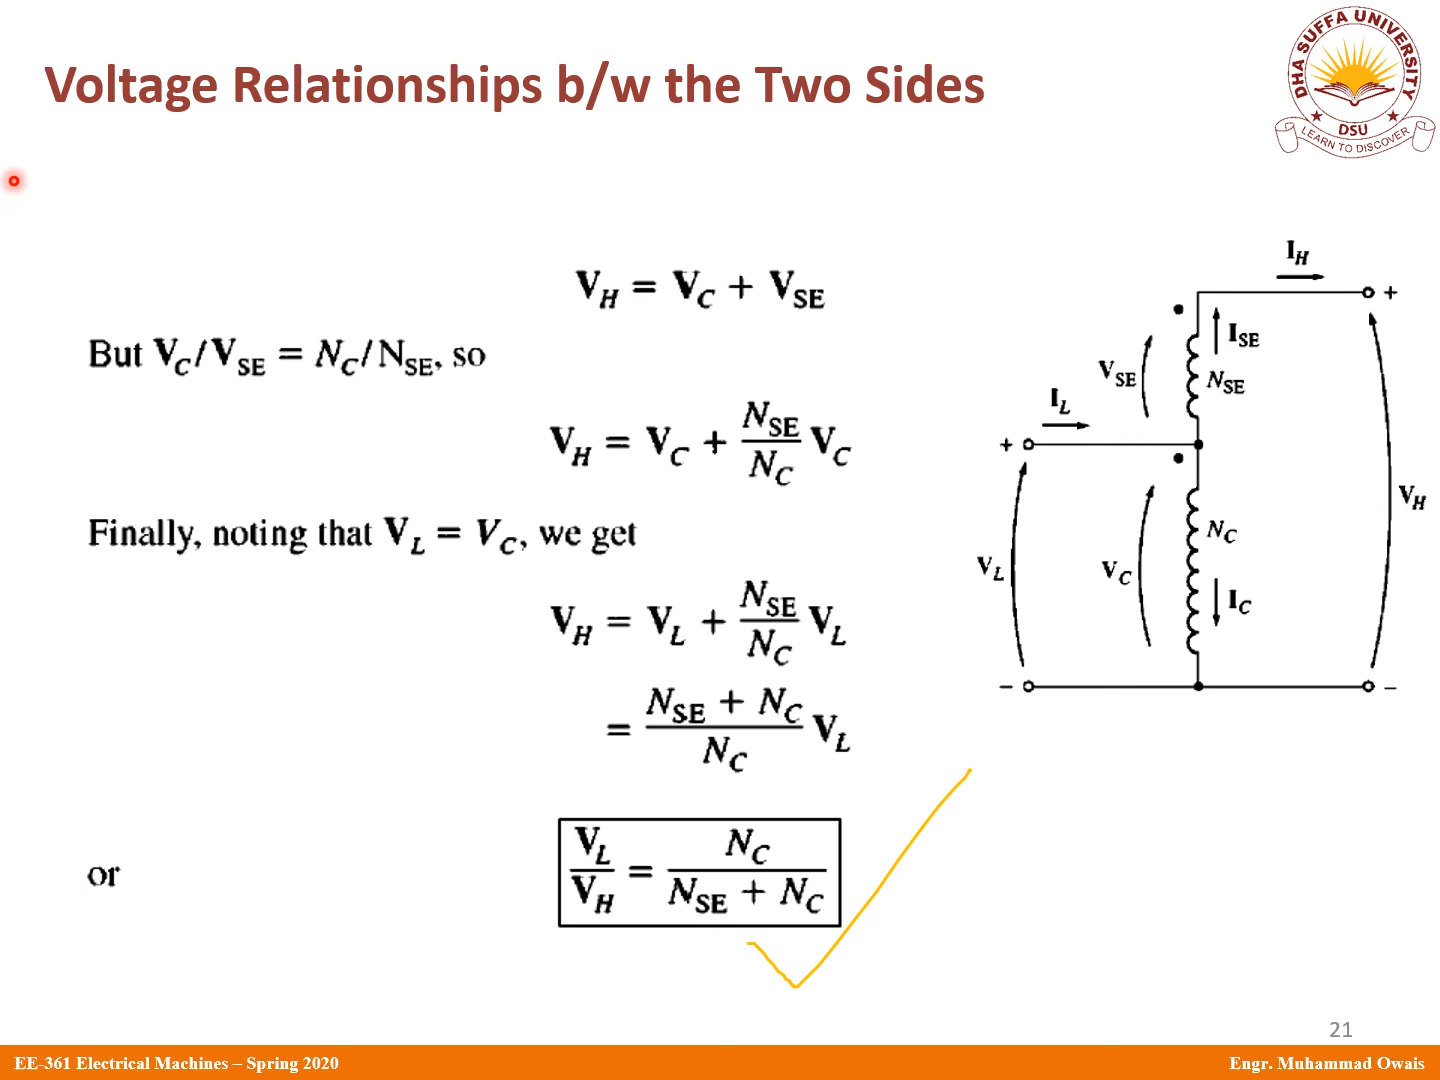 Voltage Relationships b/w the Two Sides
DHA SUFFA UNIVERSITY
DSU
LEARN TO DISCOVER
V_H = V_C + V_SE
But V_C/V_SE = N_C/N_SE, so
V_H = V_C + N_SE/N_C V_C
Finally, noting that V_L = V_C, we get
V_H = V_L + N_SE/N_C V_L
= N_SE + N_C / N_C V_L
or
V_L/V_H = N_C / N_SE + N_C
I_H
+
I_SE
V_SE
N_SE
I_L
+
V_H
N_C
V_L
V_C
I_C
–
–
21
EE-361 Electrical Machines – Spring 2020
Engr. Muhammad Owais